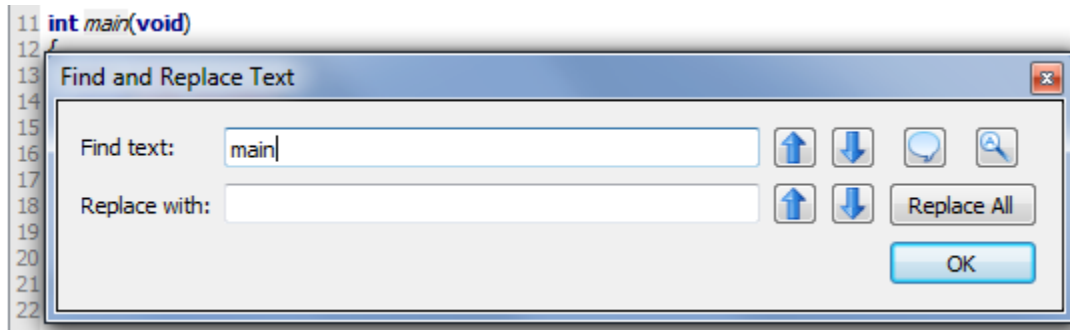 11 int main(void)
12 {
13
Find and Replace Text
14
15
Find text: main
16
17
Replace with:
18
Replace All
19
20
OK
21
22